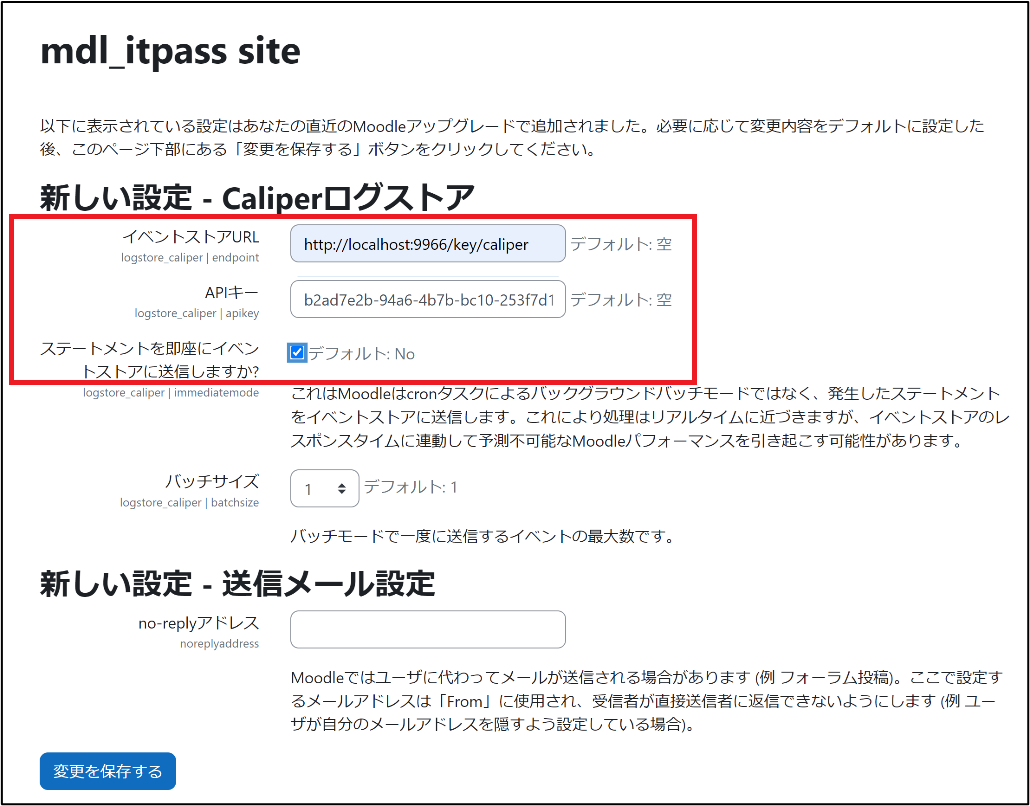 mdl_itpass site
以下に表示されている設定はあなたの直近のMoodleアップグレードで追加されました。必要に応じて変更内容をデフォルトに設定した
後、このページ下部にある「変更を保存する」ボタンをクリックしてください。
新しい設定 - Caliperログストア
イベントストアURL
http://localhost:9966/key/caliper デフォルト: 空
logstore_caliper | endpoint
APIキー
b2ad7e2b-94a6-4b7b-bc10-253f7d1 デフォルト: 空
logstore_caliper | apikey
ステートメントを即座にイベン
トストアに送信しますか?
デフォルト: No
logstore_caliper | immediatemode
これはMoodleはcronタスクによるバックグラウンドバッチモードではなく、発生したステートメント
をイベントストアに送信します。これにより処理はリアルタイムに近づきますが、イベントストアのレ
スポンスタイムに連動して予測不可能なMoodleパフォーマンスを引き起こす可能性があります。
バッチサイズ
1 デフォルト: 1
logstore_caliper | batchsize
バッチモードで一度に送信するイベントの最大数です。
新しい設定 - 送信メール設定
no-replyアドレス
noreplyaddress
Moodleではユーザに代わってメールが送信される場合があります (例 フォーラム投稿)。ここで設定す
るメールアドレスは「From」に使用され、受信者が直接送信者に返信できないようにします (例 ユー
ザが自分のメールアドレスを隠すよう設定している場合)。
変更を保存する